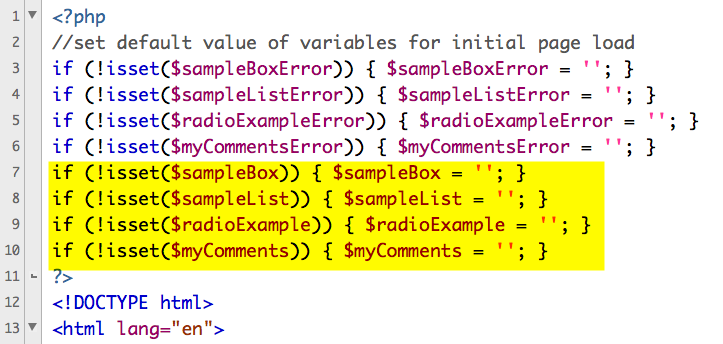 1 <?php
2 //set default value of variables for initial page load
3 if (!isset($sampleBoxError)) { $sampleBoxError = ''; }
4 if (!isset($sampleListError)) { $sampleListError = ''; }
5 if (!isset($radioExampleError)) { $radioExampleError = ''; }
6 if (!isset($myCommentsError)) { $myCommentsError = ''; }
7 if (!isset($sampleBox)) { $sampleBox = ''; }
8 if (!isset($sampleList)) { $sampleList = ''; }
9 if (!isset($radioExample)) { $radioExample = ''; }
10 if (!isset($myComments)) { $myComments = ''; }
11 ?>
12 <!DOCTYPE html>
13 <html lang="en">